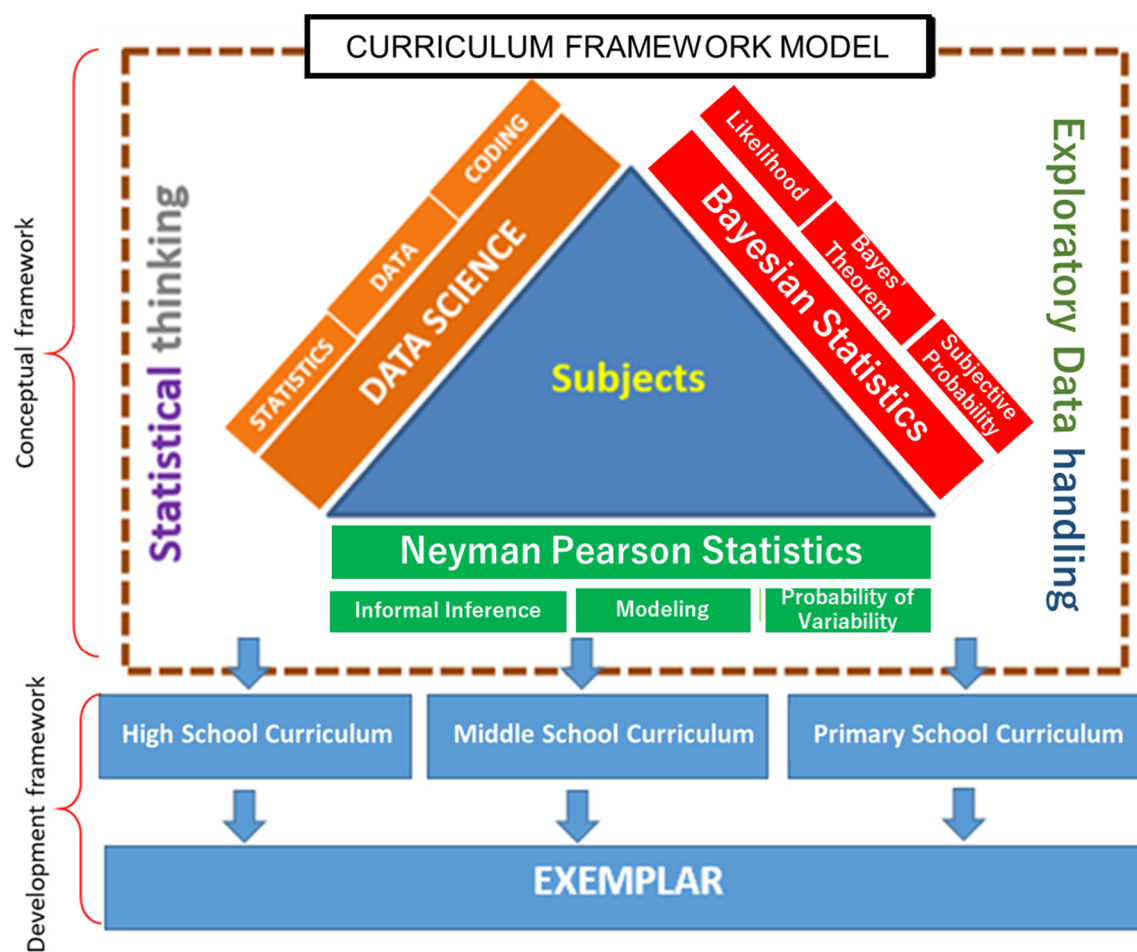 CURRICULUM FRAMEWORK MODEL
Conceptual framework
Statistical thinking
STATISTICS
DATA
CODING
DATA SCIENCE
Subjects
Likelihood
Bayes'
Theorem
Subjective
Probability
Bayesian Statistics
Exploratory Data handling
Neyman Pearson Statistics
Informal Inference
Modeling
Probability of
Variability
Development framework
High School Curriculum
Middle School Curriculum
Primary School Curriculum
EXEMPLAR